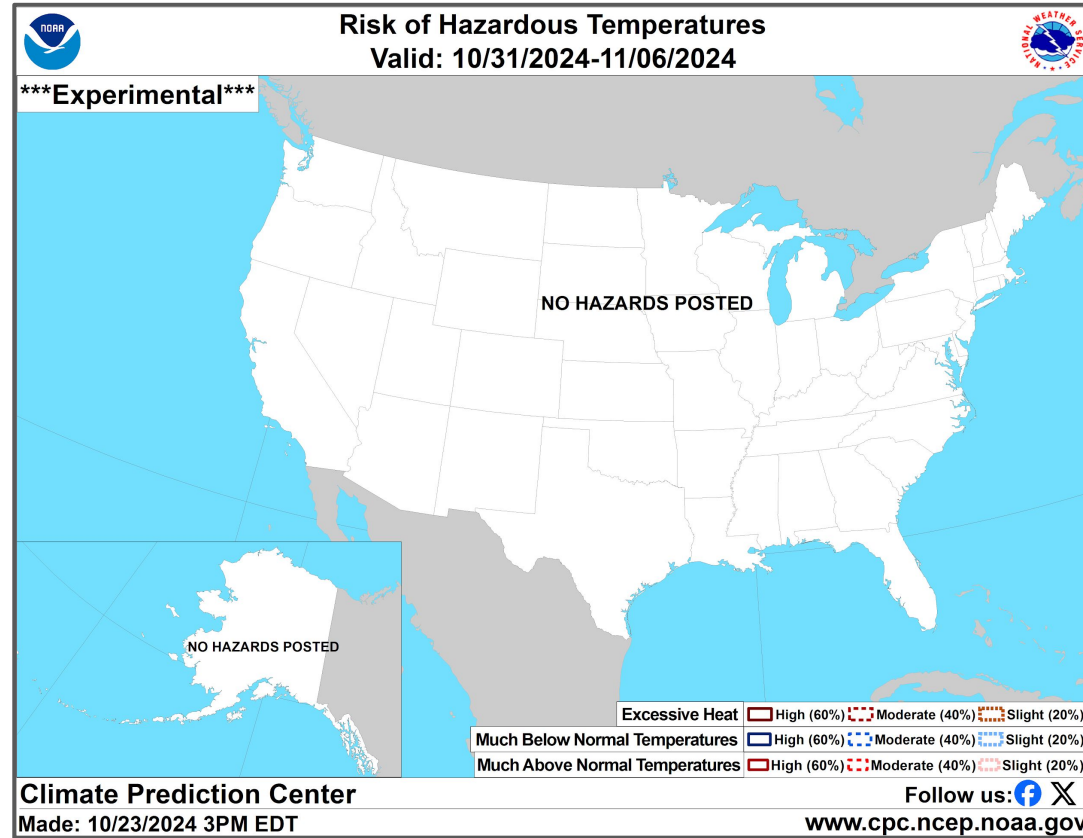 NOAA
Risk of Hazardous Temperatures
Valid: 10/31/2024-11/06/2024
NATIONAL WEATHER SERVICE
***Experimental***
NO HAZARDS POSTED
NO HAZARDS POSTED
Excessive Heat High (60%) Moderate (40%) Slight (20%)
Much Below Normal Temperatures High (60%) Moderate (40%) Slight (20%)
Much Above Normal Temperatures High (60%) Moderate (40%) Slight (20%)
Climate Prediction Center
Follow us:
Made: 10/23/2024 3PM EDT
www.cpc.ncep.noaa.gov